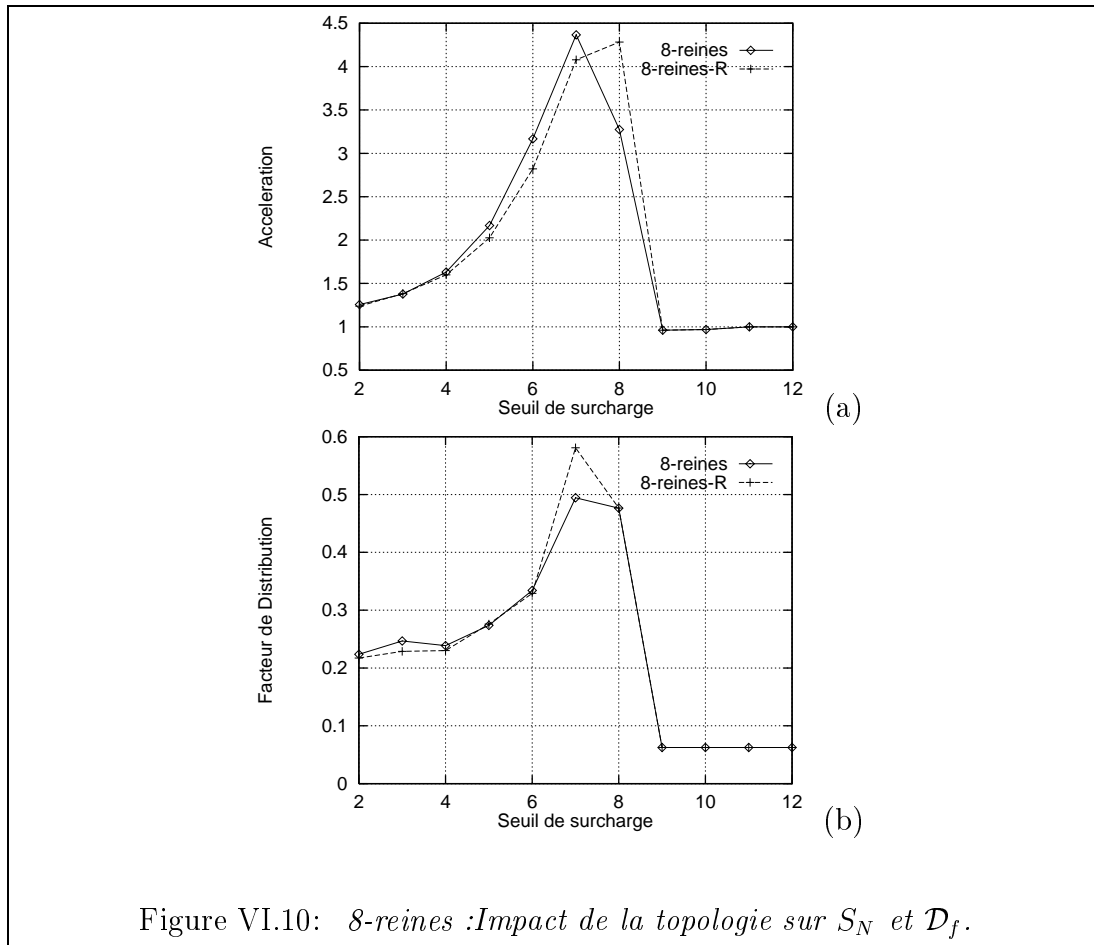 4.5
4
3.5
3
2.5
2
1.5
1
0.5
Acceleration
8-reines
8-reines-R
2 4 6 8 10 12
Seuil de surcharge
(a)
0.6
0.5
0.4
0.3
0.2
0.1
0
Facteur de Distribution
8-reines
8-reines-R
2 4 6 8 10 12
Seuil de surcharge
(b)
Figure VI.10: 8-reines :Impact de la topologie sur $S_N$ et $\mathcal{D}_f$.